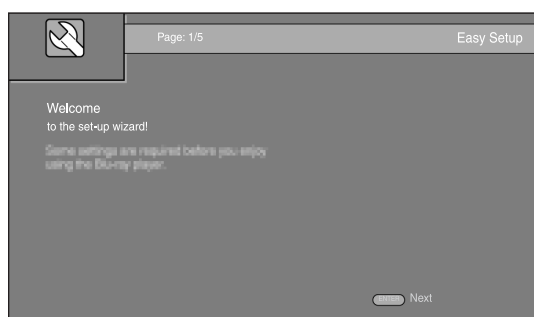 Page: 1/5
Easy Setup
Welcome
to the set-up wizard!
Some settings are required before you enjoy
using the Blu-ray player.
ENTER Next